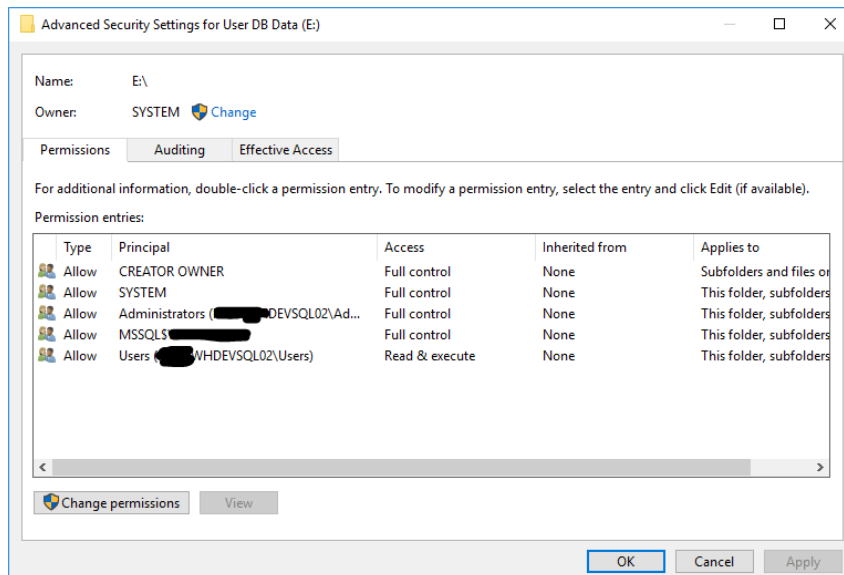 Advanced Security Settings for User DB Data (E:)
Name: E:\
Owner: SYSTEM Change
Permissions Auditing Effective Access
For additional information, double-click a permission entry. To modify a permission entry, select the entry and click Edit (if available).
Permission entries:
Type Principal Access Inherited from Applies to
Allow CREATOR OWNER Full control None Subfolders and files or
Allow SYSTEM Full control None This folder, subfolders
Allow Administrators ( DEVSQL02\Ad... Full control None This folder, subfolders
Allow MSSQL$ Full control None This folder, subfolders
Allow Users ( WHDEVSQL02\Users) Read & execute None This folder, subfolders
Change permissions View
OK Cancel Apply